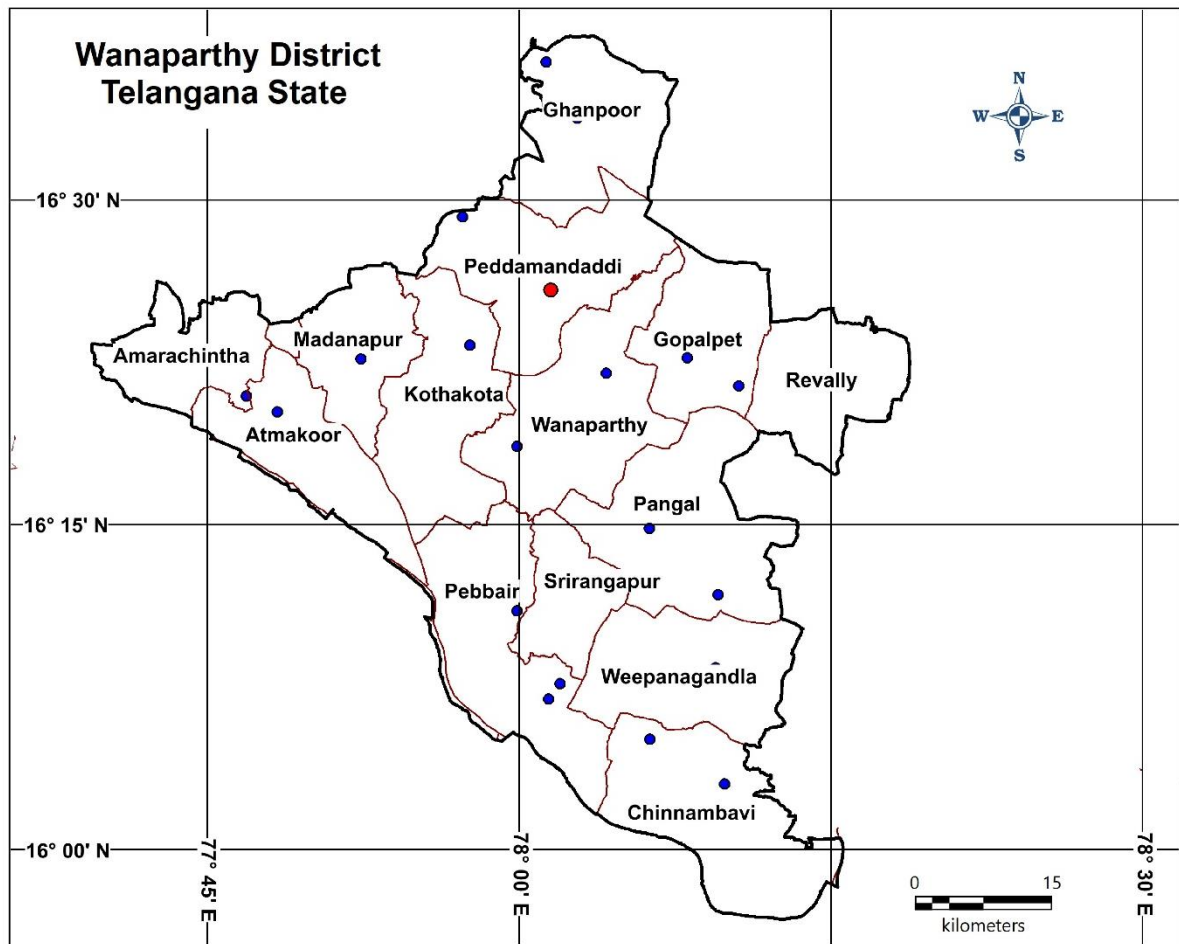 Wanaparthy District
Telangana State
N
W
E
S
Ghanpoor
16° 30' N
Peddamandaddi
Madanapur
Gopalpet
Amarachintha
Revally
Kothakota
Wanaparthy
Atmakoor
Pangal
16° 15' N
Srirangapur
Pebbair
Weepanagandla
Chinnambavi
16° 00' N
77° 45' E
78° 00' E
78° 30' E
0 15
kilometers